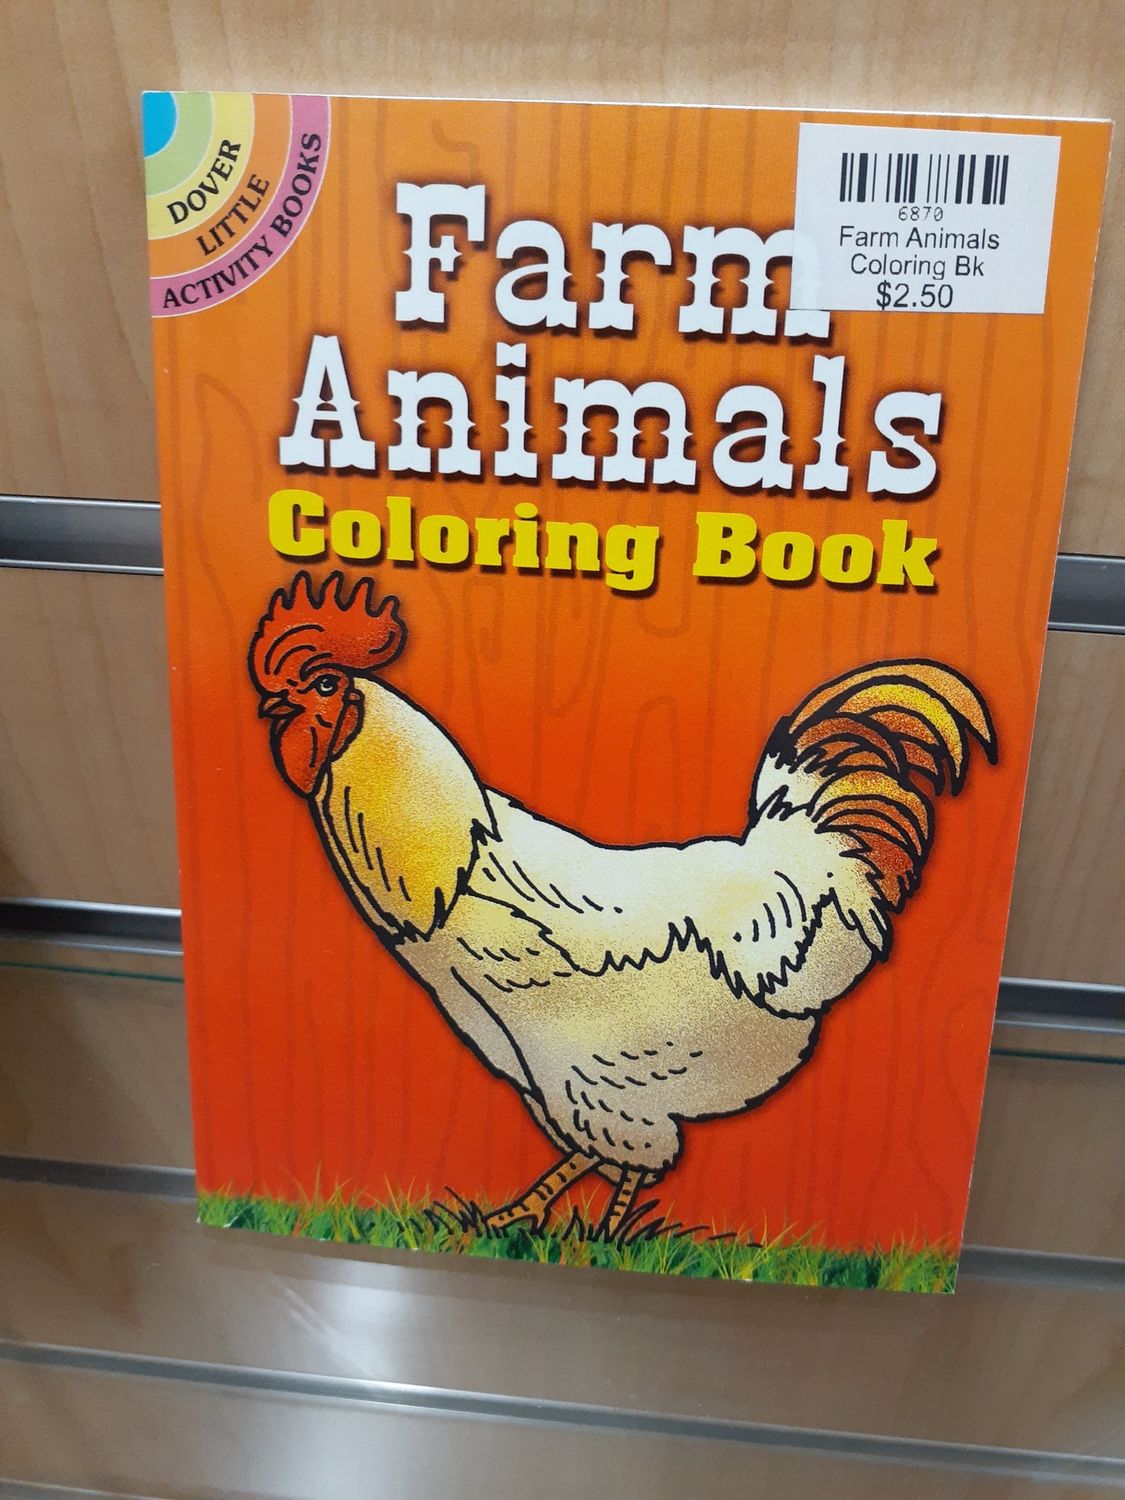 DOVER
LITTLE
ACTIVITY BOOKS
Farm
Animals
Coloring Book
6870
Farm Animals
Coloring Bk
$2.50